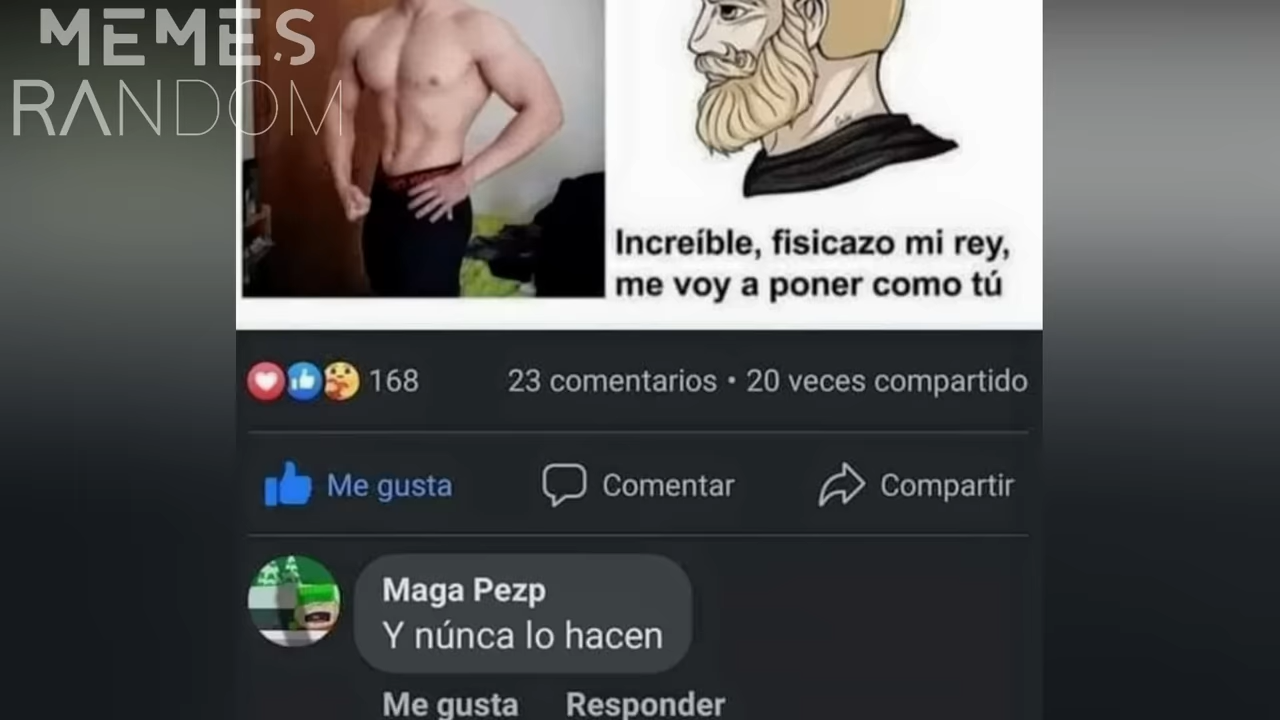 MEMES
RANDOM
Increíble, fisicazo mi rey,
me voy a poner como tú
168
23 comentarios • 20 veces compartido
Me gusta
Comentar
Compartir
Maga Pezp
Y núnca lo hacen
Me gusta
Responder